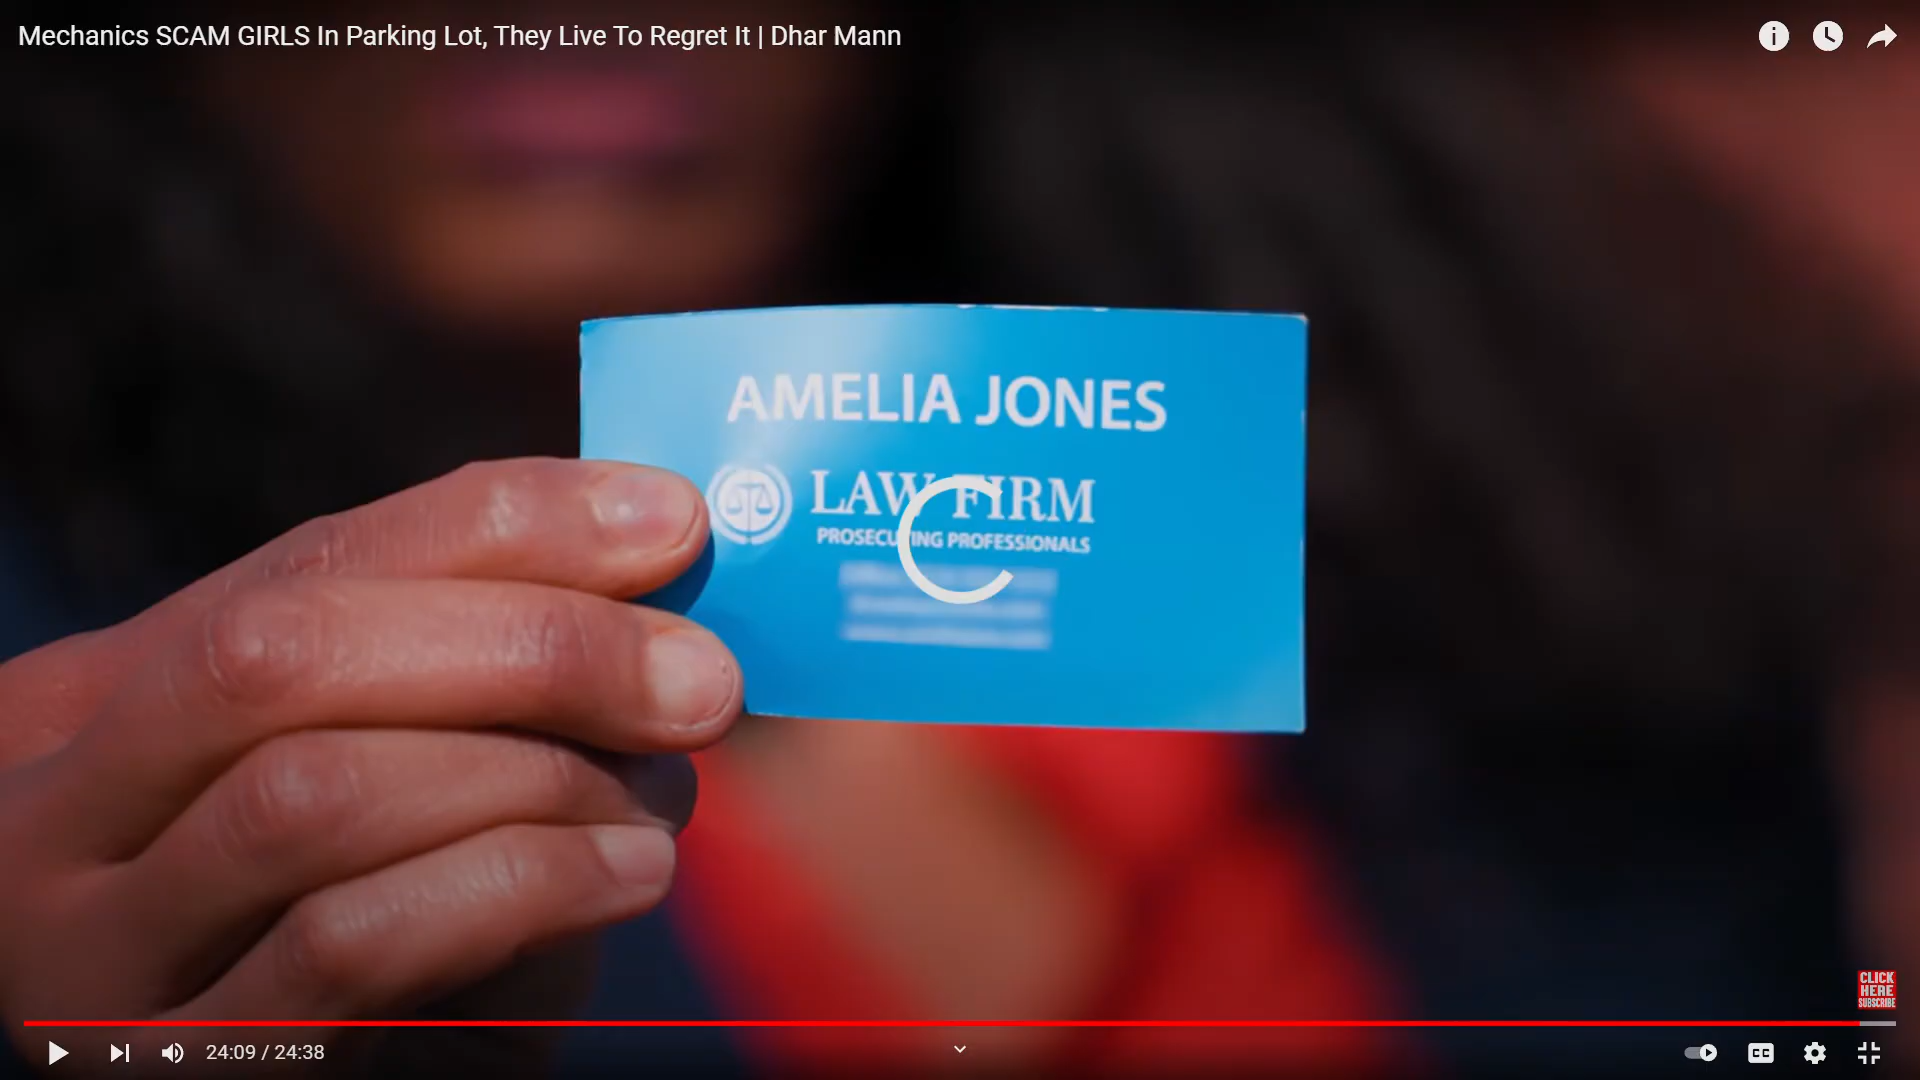 Mechanics SCAM GIRLS In Parking Lot, They Live To Regret It | Dhar Mann
AMELIA JONES
LAW FIRM
PROSECUTING PROFESSIONALS
CLICK
HERE
SUBSCRIBE
24:09 / 24:38
CC